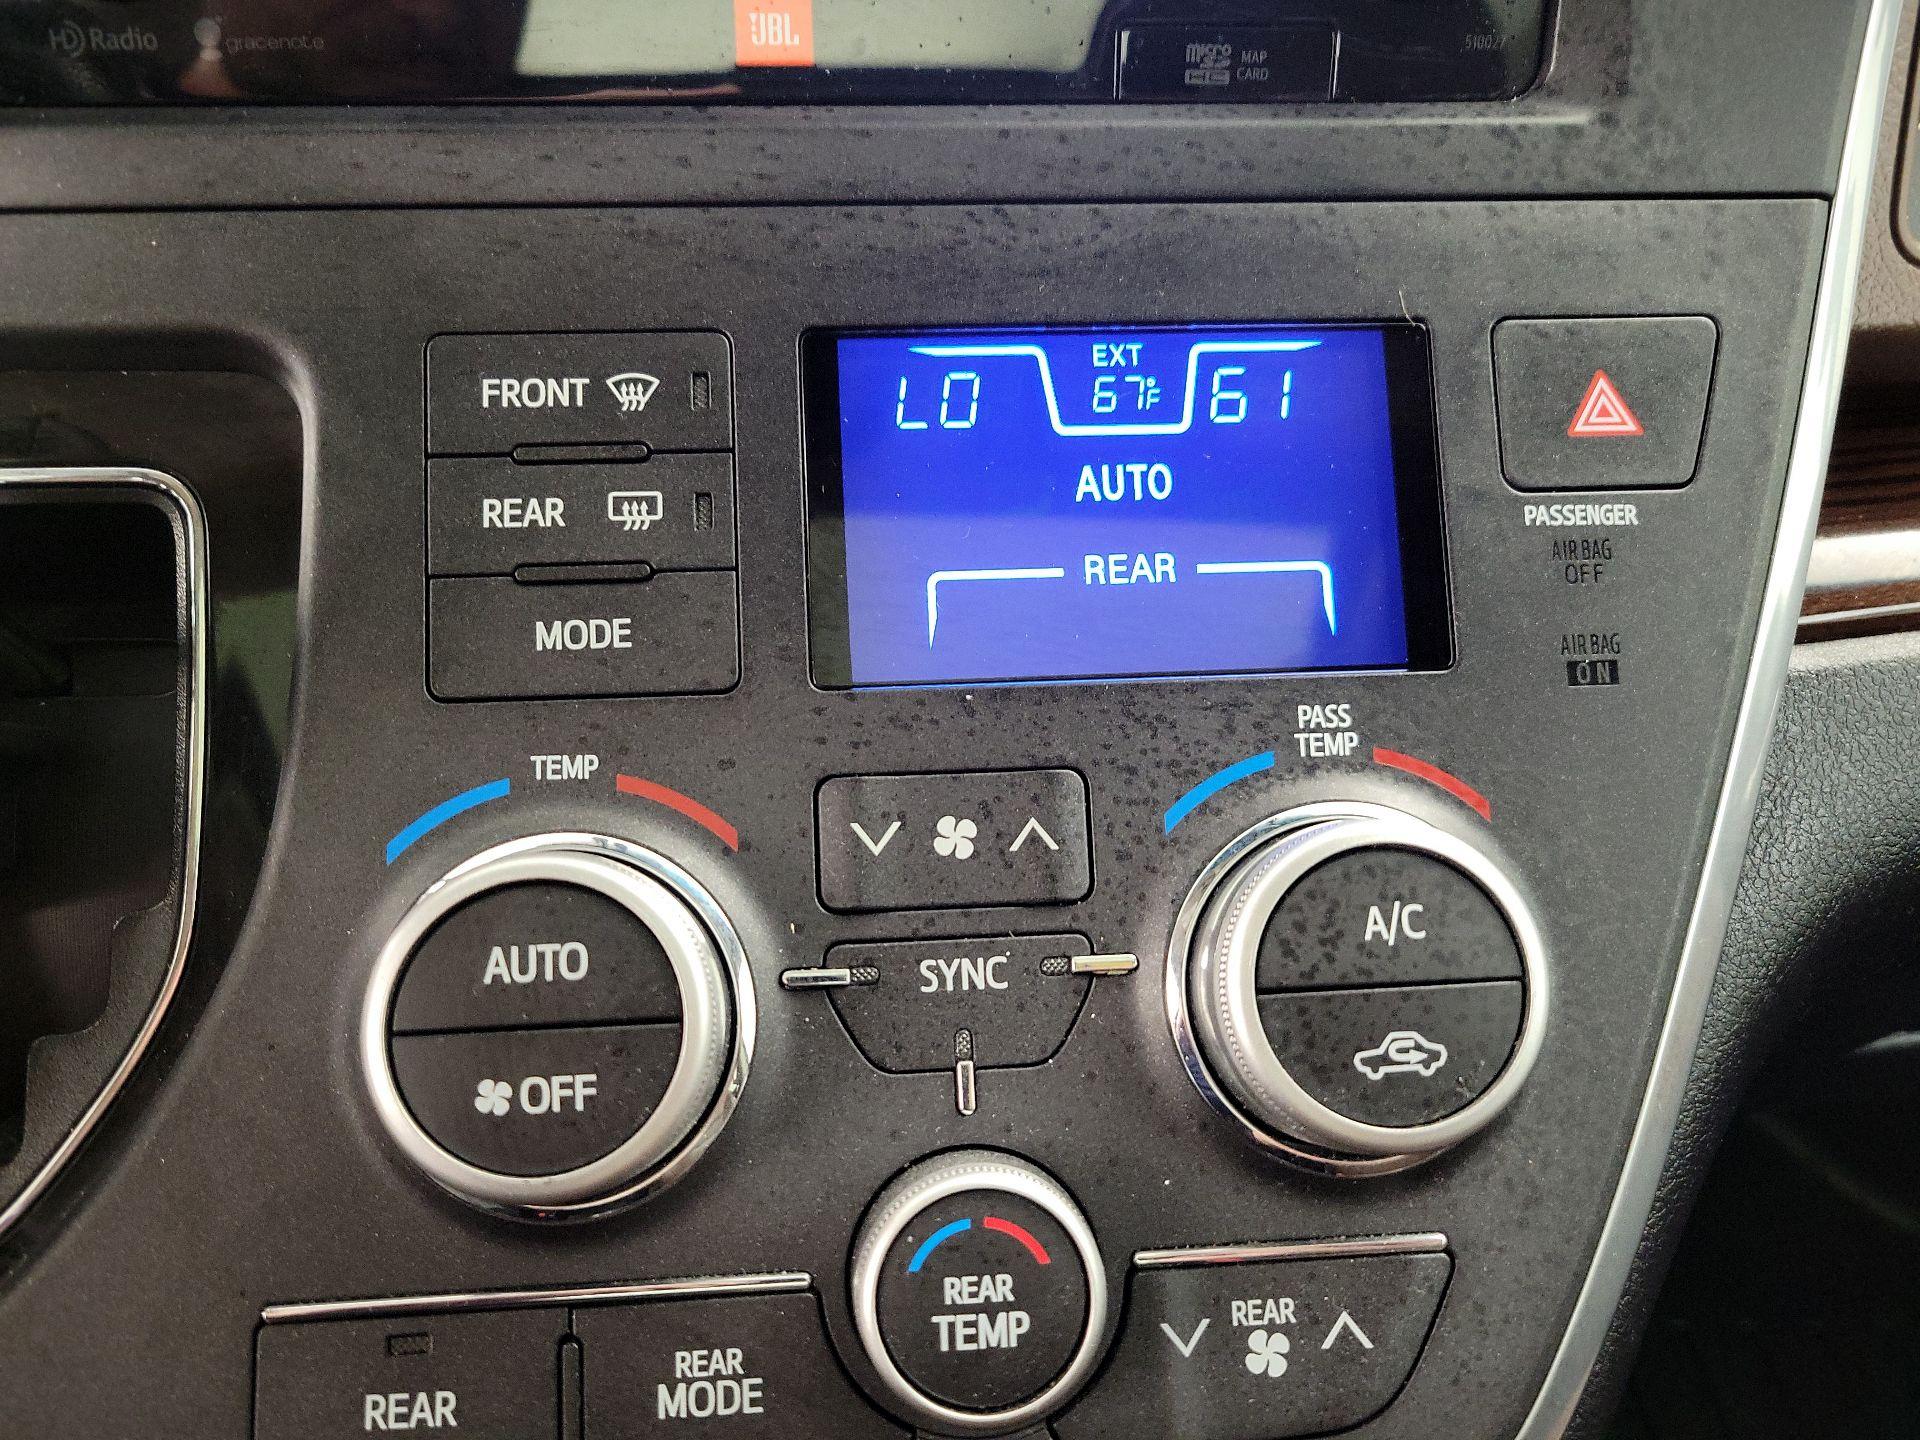 HD Radio gracenote
JBL
micro SD HC MAP CARD
510027
FRONT
REAR
MODE
EXT
LO 67°F 61
AUTO
REAR
PASSENGER
AIR BAG
OFF
AIR BAG
ON
TEMP
PASS
TEMP
AUTO
OFF
SYNC
A/C
REAR
TEMP
REAR
REAR
MODE
REAR